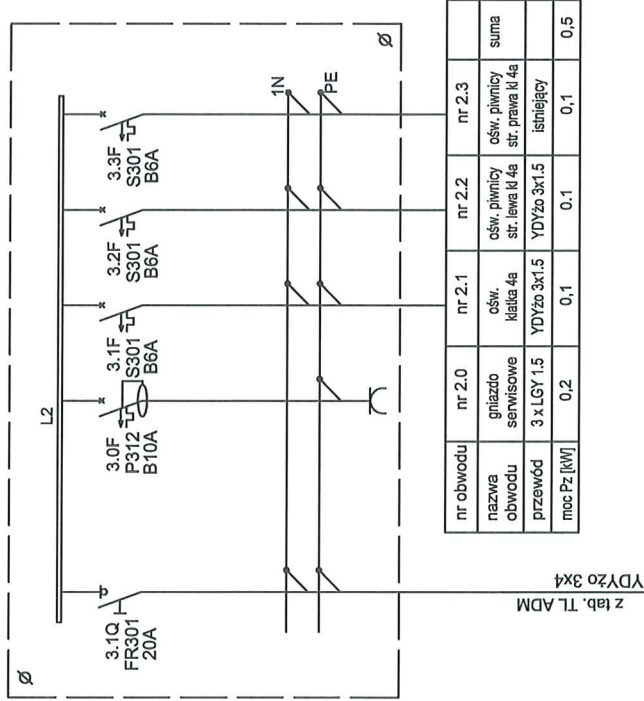 L2
3.1Q
FR301
20A
3.0F
P312
B10A
3.1F
S301
B6A
3.2F
S301
B6A
3.3F
S301
B6A
1N
PE
z tab. TL ADM
YDYżo 3x4
nr obwodu nr 2.0 nr 2.1 nr 2.2 nr 2.3
nazwa obwodu
gniazdo serwisowe
ośw. klatka 4a
ośw. piwnicy
str. lewa kl 4a
ośw. piwnicy
str. prawa kl 4a
suma
przewód 3 x LGY 1.5 YDYżo 3x1.5 YDYżo 3x1.5 istniejący
moc Pz [kW] 0,2 0,1 0.1 0,1 0,5